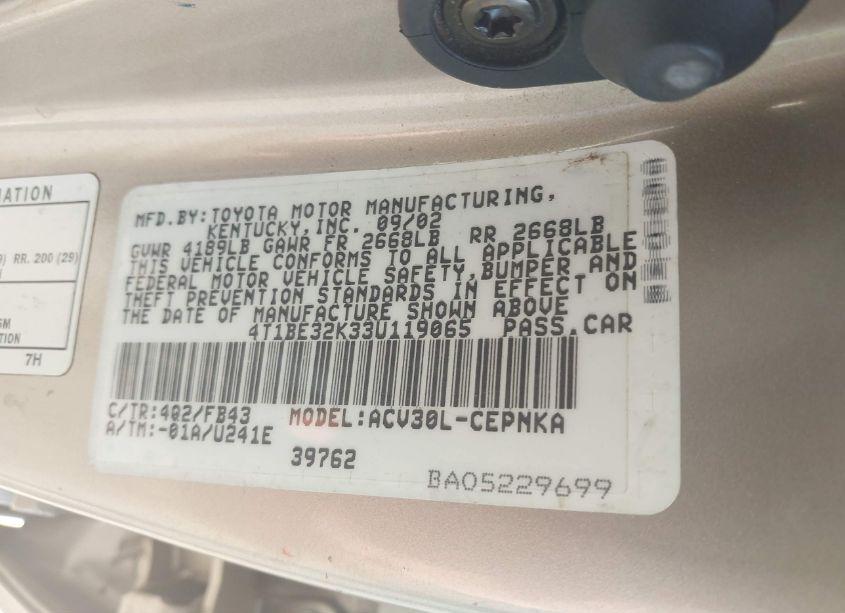 MATION
RR. 200 (29)
7H
MFD.BY:TOYOTA MOTOR MANUFACTURING,
KENTUCKY,INC. 09/02
GVWR 4189LB GAWR FR 2668LB RR 2668LB
THIS VEHICLE CONFORMS TO ALL APPLICABLE
FEDERAL MOTOR VEHICLE SAFETY,BUMPER AND
THEFT PREVENTION STANDARDS IN EFFECT ON
THE DATE OF MANUFACTURE SHOWN ABOVE
4T1BE32K33U119065 PASS.CAR
C/TR:4Q2/FB43 MODEL:ACV30L-CEPNKA
A/TM:-01A/U241E
39762
BA05229699